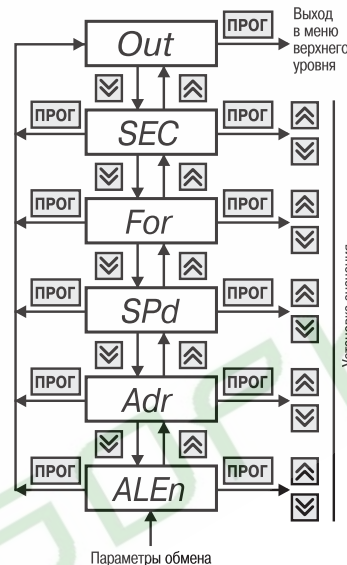 Выход
в меню
верхнего
уровня
Out ПРОГ
ПРОГ SEC ПРОГ
ПРОГ For ПРОГ
ПРОГ SPd ПРОГ
ПРОГ Adr ПРОГ
ПРОГ ALEn ПРОГ
Параметры обмена